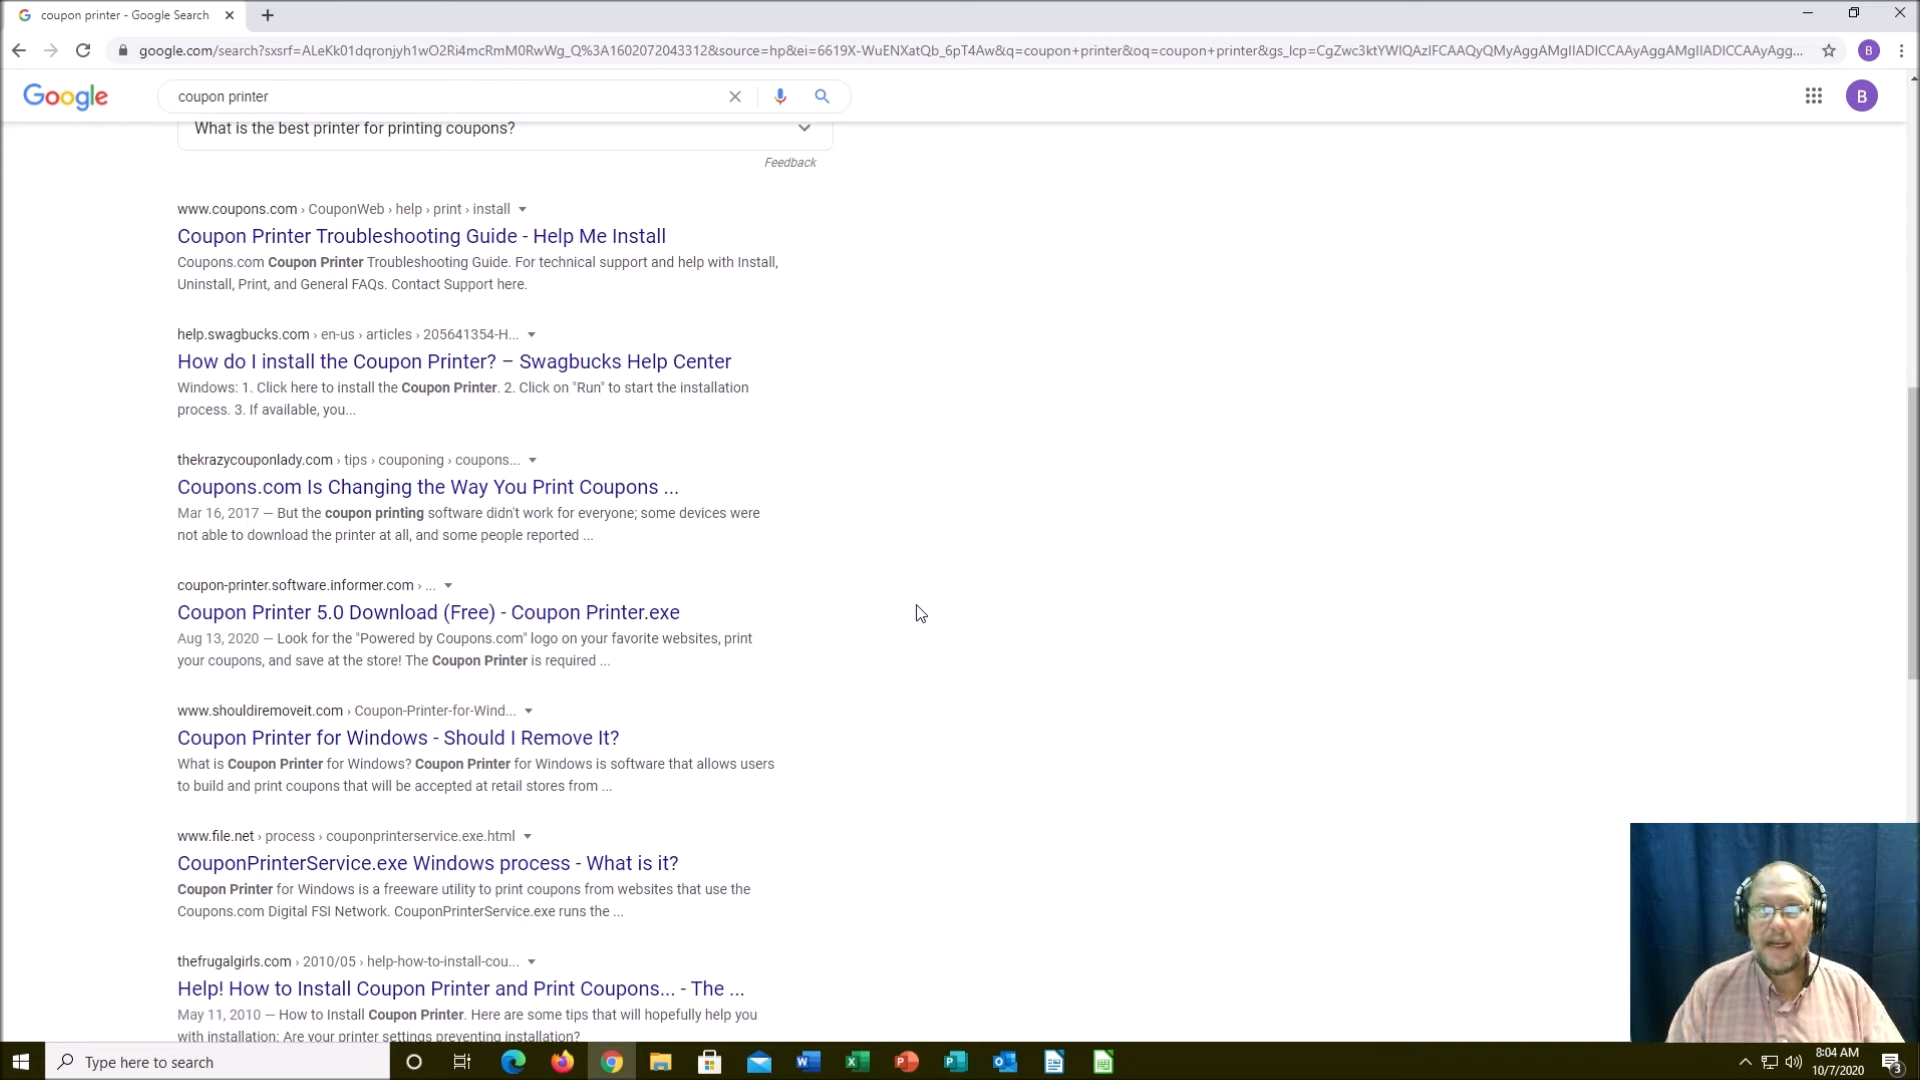 coupon printer - Google Search
google.com/search?sxsrf=ALeKk01dqronjyh1wO2Ri4mcRmM0RwWg_Q%3A1602072043312&source=hp&ei=6619X-WuENXatQb_6pT4Aw&q=coupon+printer&oq=coupon+printer&gs_lcp=CgZwc3ktYWIQAzIFCAAQyQMyAggAMgIIADICCAAyAggAMgIIADICCAAyAgg...
B
Google
coupon printer
B
What is the best printer for printing coupons?
Feedback
www.coupons.com › CouponWeb › help › print › install
Coupon Printer Troubleshooting Guide - Help Me Install
Coupons.com Coupon Printer Troubleshooting Guide. For technical support and help with Install,
Uninstall, Print, and General FAQs. Contact Support here.
help.swagbucks.com › en-us › articles › 205641354-H...
How do I install the Coupon Printer? – Swagbucks Help Center
Windows: 1. Click here to install the Coupon Printer. 2. Click on "Run" to start the installation
process. 3. If available, you...
thekrazycouponlady.com › tips › couponing › coupons...
Coupons.com Is Changing the Way You Print Coupons ...
Mar 16, 2017 — But the coupon printing software didn't work for everyone; some devices were
not able to download the printer at all, and some people reported ...
coupon-printer.software.informer.com › ...
Coupon Printer 5.0 Download (Free) - Coupon Printer.exe
Aug 13, 2020 — Look for the "Powered by Coupons.com" logo on your favorite websites, print
your coupons, and save at the store! The Coupon Printer is required ...
www.shouldiremoveit.com › Coupon-Printer-for-Wind...
Coupon Printer for Windows - Should I Remove It?
What is Coupon Printer for Windows? Coupon Printer for Windows is software that allows users
to build and print coupons that will be accepted at retail stores from ...
www.file.net › process › couponprinterservice.exe.html
CouponPrinterService.exe Windows process - What is it?
Coupon Printer for Windows is a freeware utility to print coupons from websites that use the
Coupons.com Digital FSI Network. CouponPrinterService.exe runs the ...
thefrugalgirls.com › 2010/05 › help-how-to-install-cou...
Help! How to Install Coupon Printer and Print Coupons... - The ...
May 11, 2010 — How to Install Coupon Printer. Here are some tips that will hopefully help you
with installation: Are your printer settings preventing installation?
Type here to search
8:04 AM
10/7/2020
3